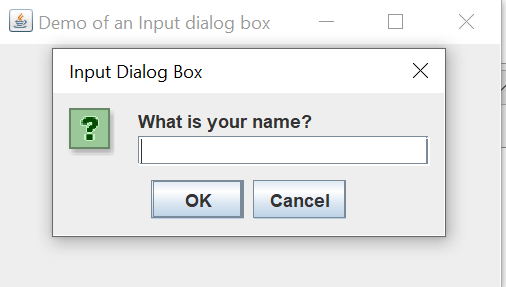 Demo of an Input dialog box
Input Dialog Box
What is your name?
OK Cancel